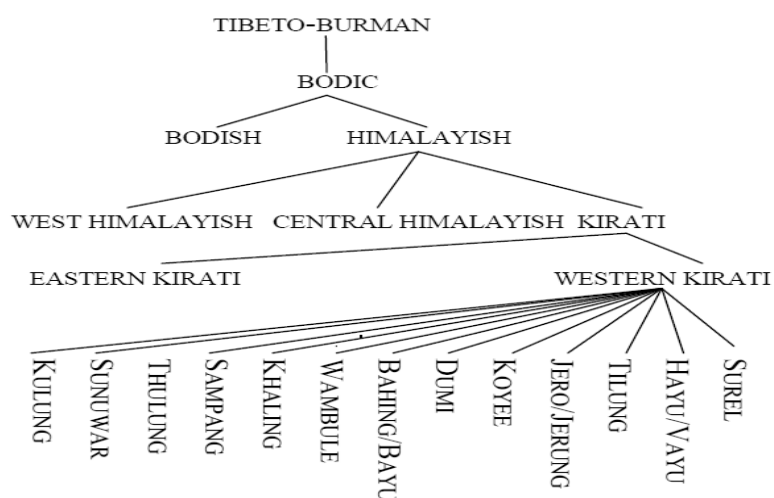 TIBETO-BURMAN
BODIC
BODISH HIMALAYISH
WEST HIMALAYISH CENTRAL HIMALAYISH KIRATI
EASTERN KIRATI WESTERN KIRATI
KULUNG
SUNUWAR
THULUNG
SAMPANG
KHALING
WAMBULE
BAHING/BAYU
DUMI
KOYEE
JERO/JERUNG
TILUNG
HAYU/VAYU
SUREL